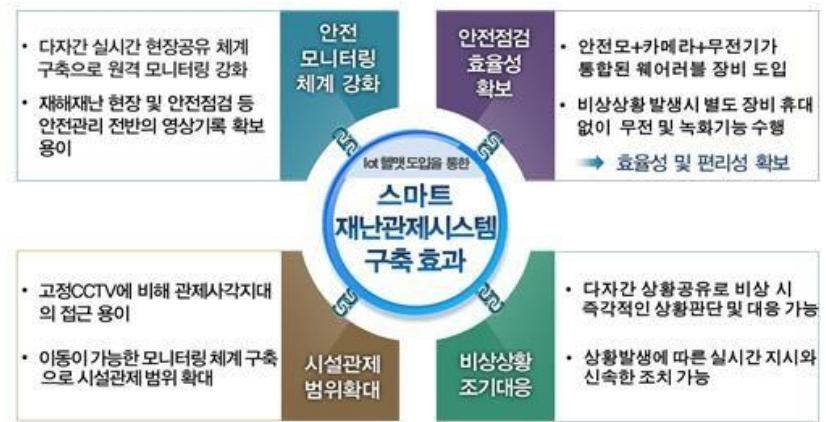 • 다자간 실시간 현장공유 체계
구축으로 원격 모니터링 강화
• 재해재난 현장 및 안전점검 등
안전관리 전반의 영상기록 확보
용이
안전
모니터링
체계 강화
안전점검
효율성
확보
• 안전모+카메라+무전기가
통합된 웨어러블 장비 도입
• 비상상황 발생시 별도 장비 휴대
없이 무전 및 녹화기능 수행
➡ 효율성 및 편리성 확보
Iot 헬맷 도입을 통한
스마트
재난관제시스템
구축 효과
• 고정CCTV에 비해 관제사각지대
의 접근 용이
• 이동이 가능한 모니터링 체계 구축
으로 시설관제 범위 확대
시설관제
범위확대
비상상황
조기대응
• 다자간 상황공유로 비상 시
즉각적인 상황판단 및 대응 가능
• 상황발생에 따른 실시간 지시와
신속한 조치 가능